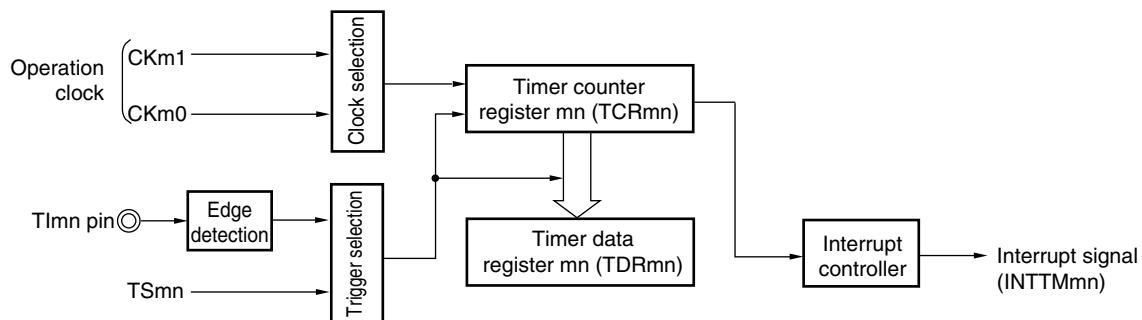 Operation
clock
CKm1
CKm0
Clock selection
Timer counter
register mn (TCRmn)
TImn pin
Edge
detection
TSmn
Trigger selection
Timer data
register mn (TDRmn)
Interrupt
controller
Interrupt signal
(INTTMmn)